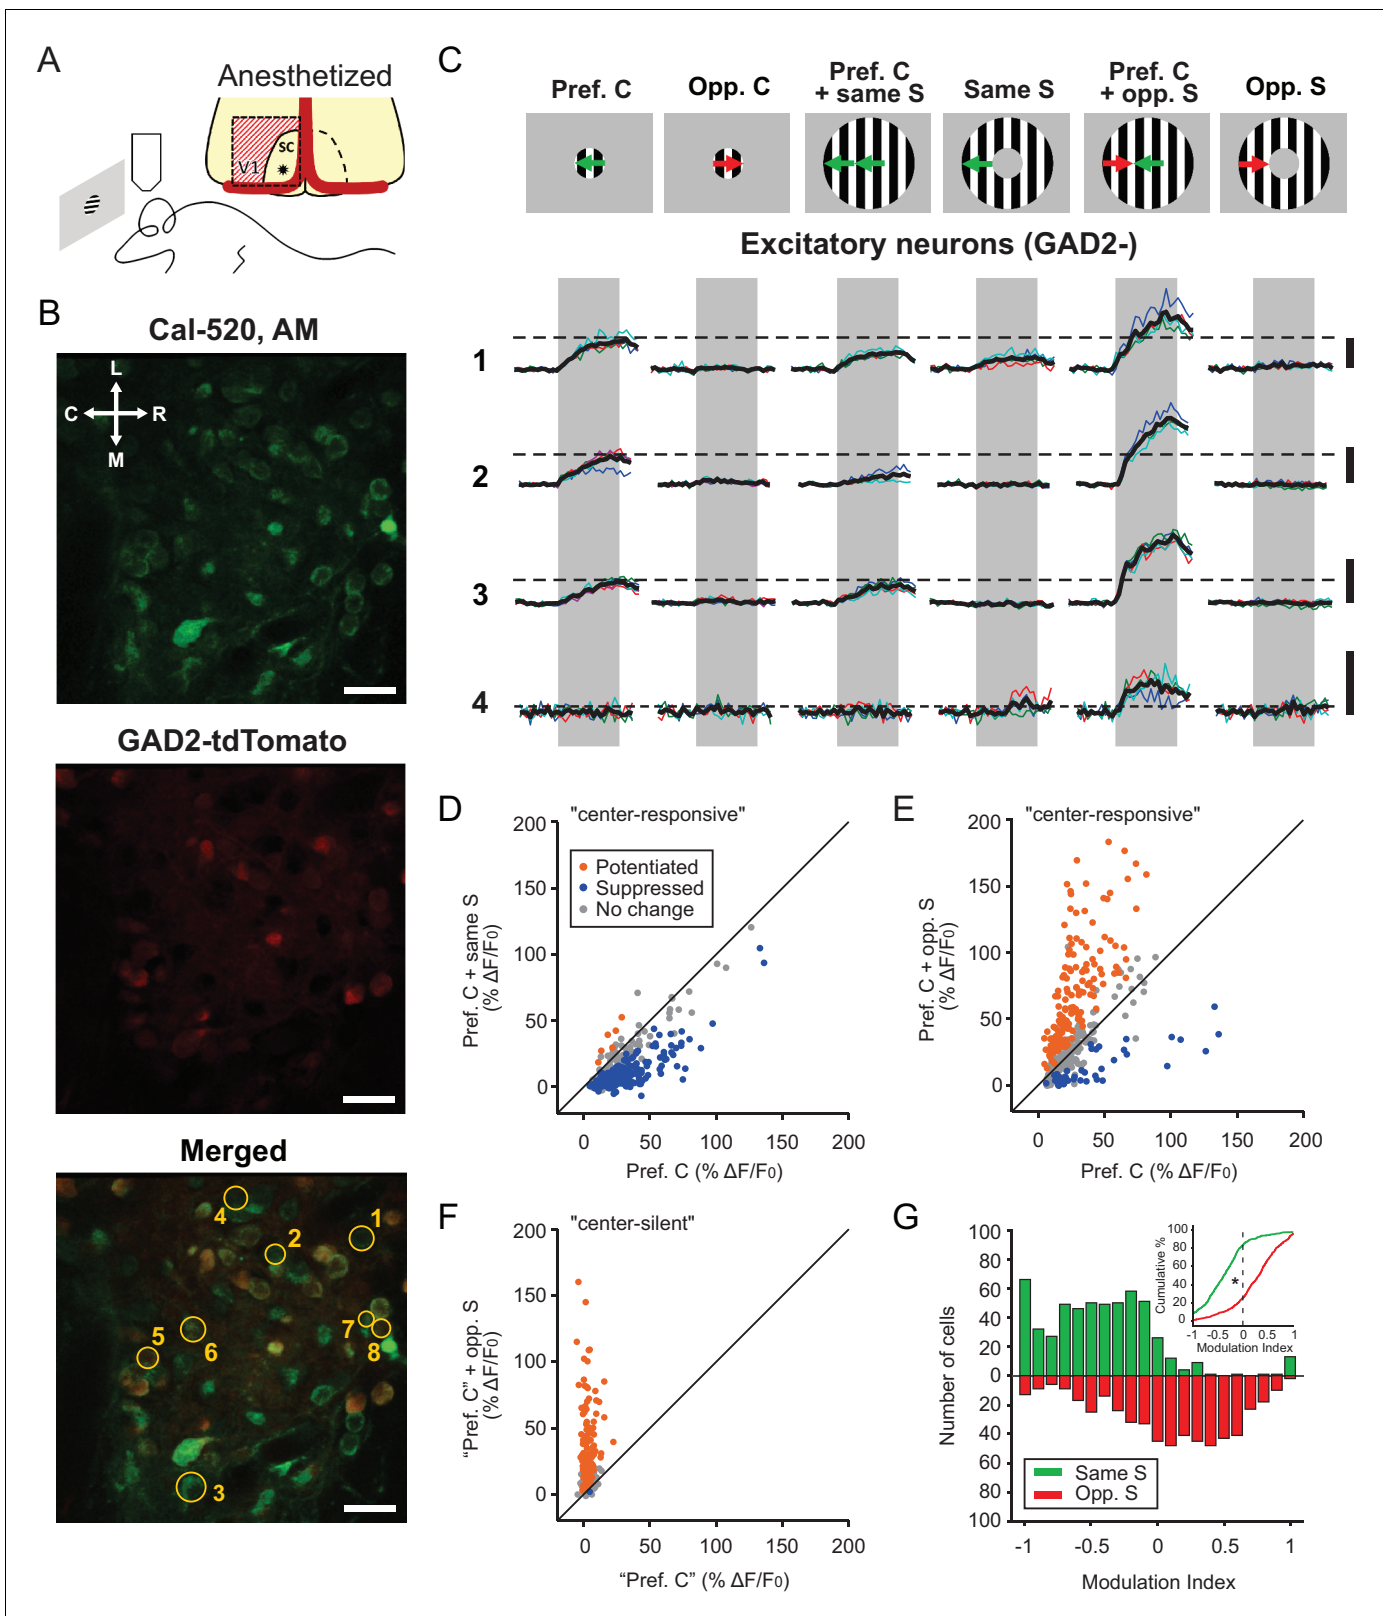 A
Anesthetized
V1
SC
B
Cal-520, AM
L
C
R
M
GAD2-tdTomato
Merged
4
1
2
7
5
6
8
3
C
Pref. C
Opp. C
Pref. C
+ same S
Same S
Pref. C
+ opp. S
Opp. S
Excitatory neurons (GAD2-)
1
2
3
4
D
"center-responsive"
200
150
100
50
0
Pref. C + same S
(% ΔF/F0)
Potentiated
Suppressed
No change
0 50 100 150 200
Pref. C (% ΔF/F0)
E
"center-responsive"
200
150
100
50
0
Pref. C + opp. S
(% ΔF/F0)
0 50 100 150 200
Pref. C (% ΔF/F0)
F
"center-silent"
200
150
100
50
0
“Pref. C” + opp. S
(% ΔF/F0)
0 50 100 150 200
“Pref. C” (% ΔF/F0)
G
100
80
60
40
20
0
20
40
60
80
100
Number of cells
Same S
Opp. S
-1 -0.5 0 0.5 1
Modulation Index
100
80
60
40
20
0
Cumulative %
*
-1 -0.5 0 0.5 1
Modulation Index